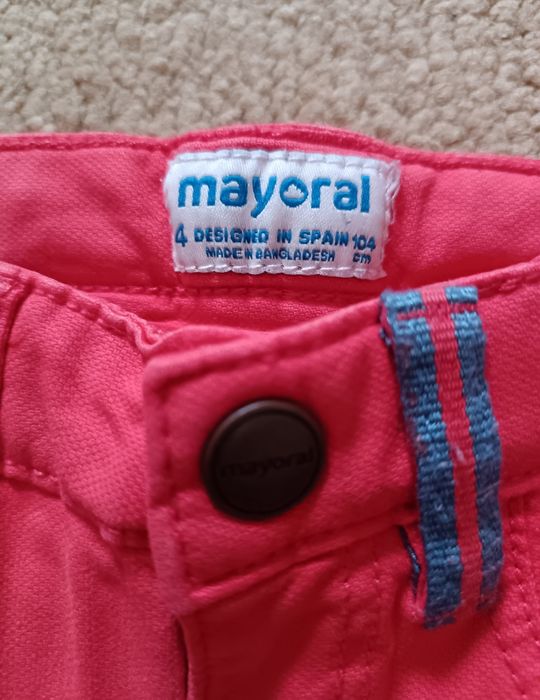 mayoral
4 DESIGNED IN SPAIN 104
MADE IN BANGLADESH cm
mayoral